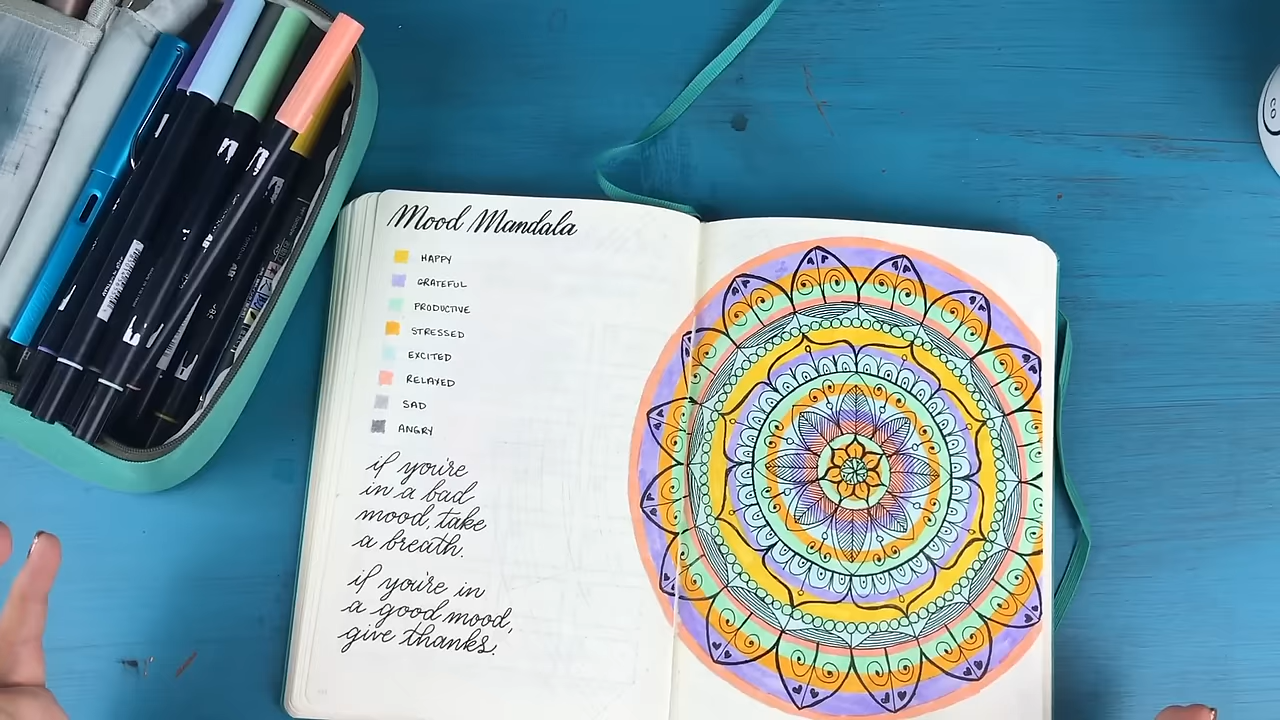 Mood Mandala
HAPPY
GRATEFUL
PRODUCTIVE
STRESSED
EXCITED
RELAXED
SAD
ANGRY
if you're
in a bad
mood, take
a breath.
if you're in
a good mood,
give thanks.